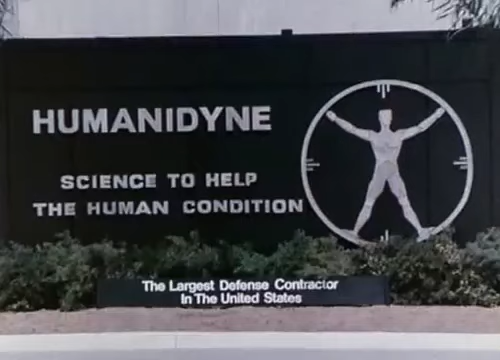 HUMANIDYNE
SCIENCE TO HELP
THE HUMAN CONDITION
The Largest Defense Contractor
In The United States